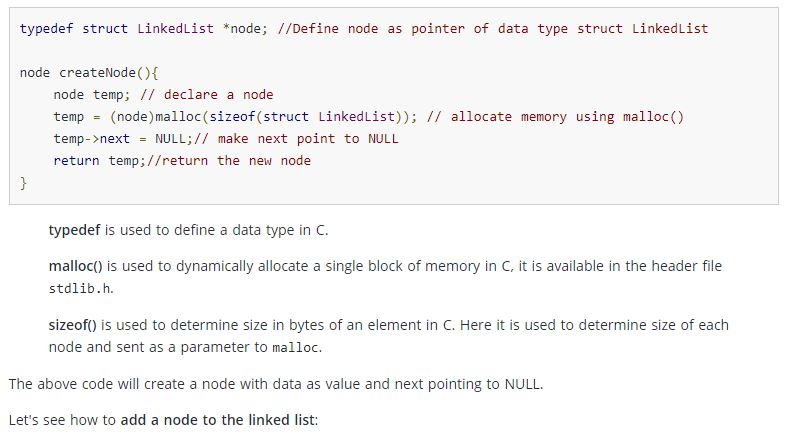 typedef struct LinkedList *node; //Define node as pointer of data type struct LinkedList
node createNode(){
node temp; // declare a node
temp = (node)malloc(sizeof(struct LinkedList)); // allocate memory using malloc()
temp->next = NULL;// make next point to NULL
return temp;//return the new node
}
typedef is used to define a data type in C.
malloc() is used to dynamically allocate a single block of memory in C, it is available in the header file
stdlib.h.
sizeof() is used to determine size in bytes of an element in C. Here it is used to determine size of each
node and sent as a parameter to malloc.
The above code will create a node with data as value and next pointing to NULL.
Let's see how to add a node to the linked list: